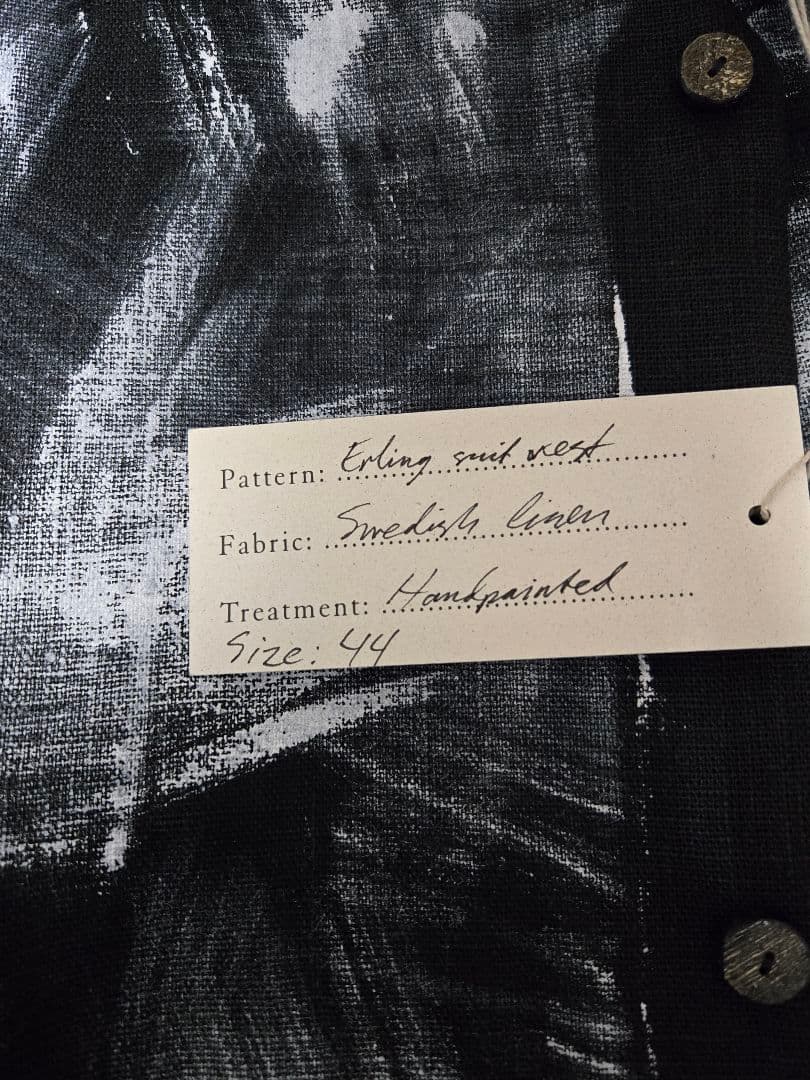 Pattern: Erling suit vest
Fabric: Swedish linen
Treatment: Handpainted
Size: 44